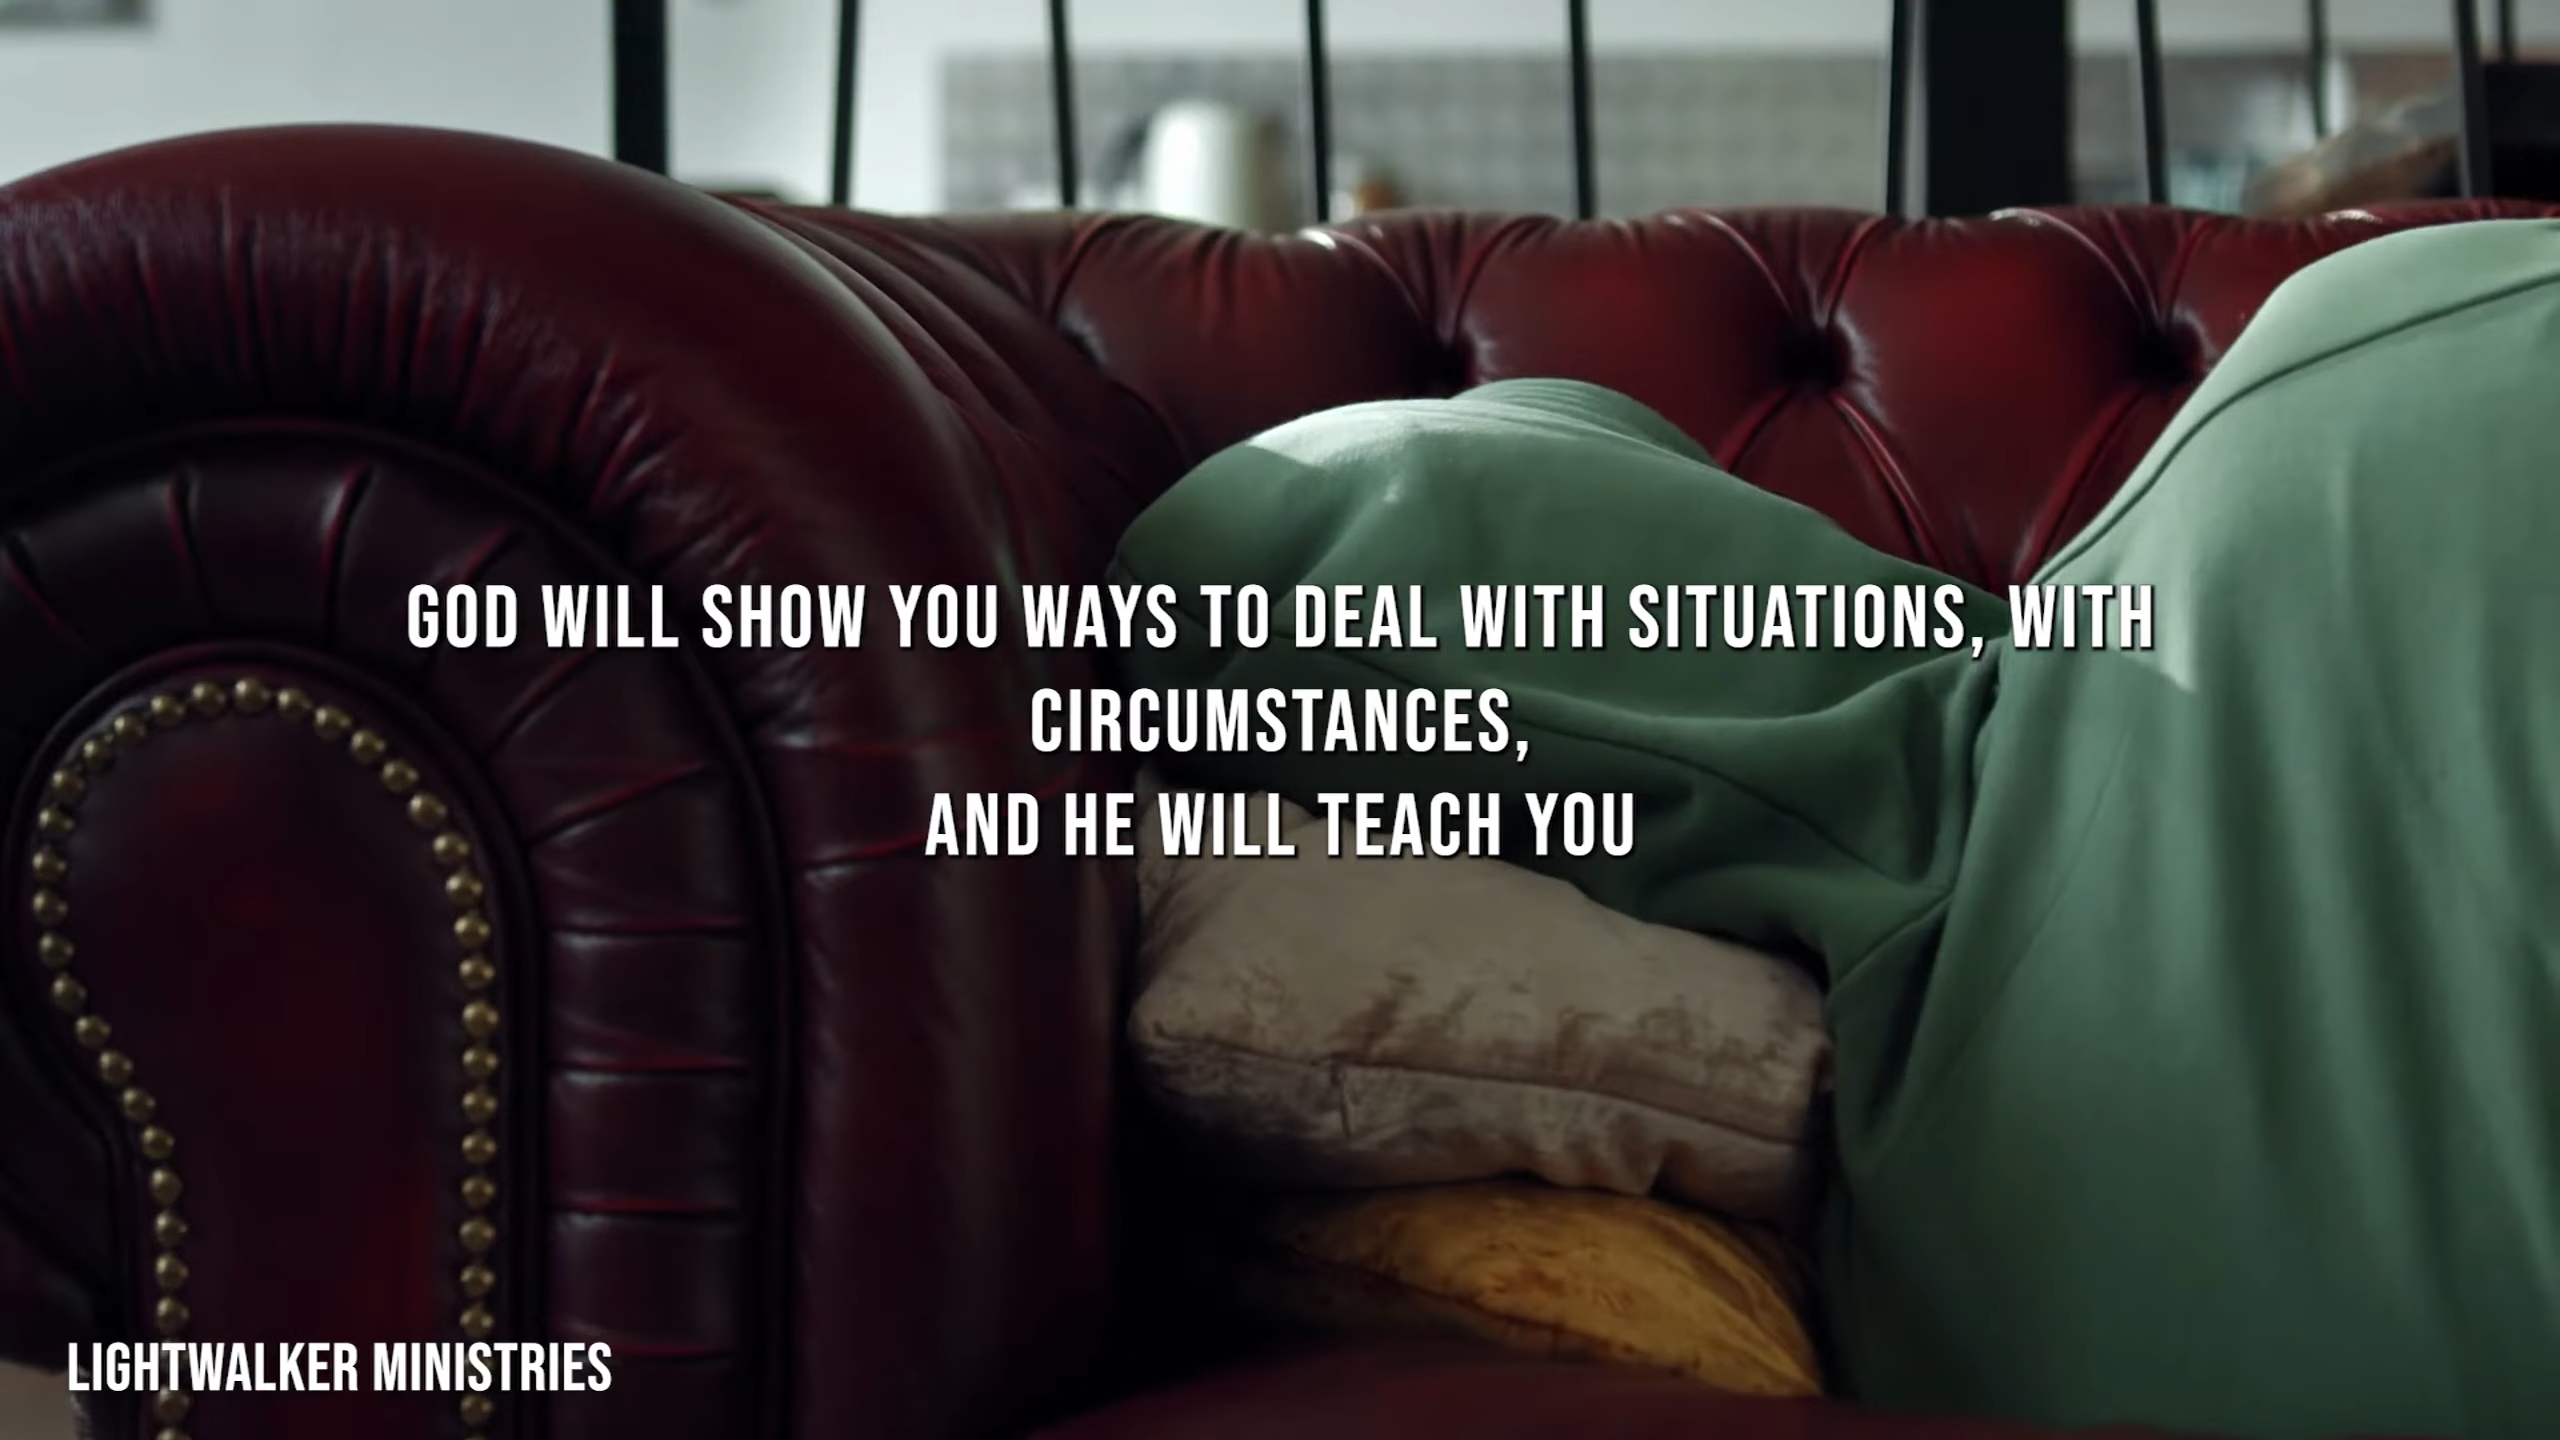 GOD WILL SHOW YOU WAYS TO DEAL WITH SITUATIONS, WITH
CIRCUMSTANCES,
AND HE WILL TEACH YOU
LIGHTWALKER MINISTRIES